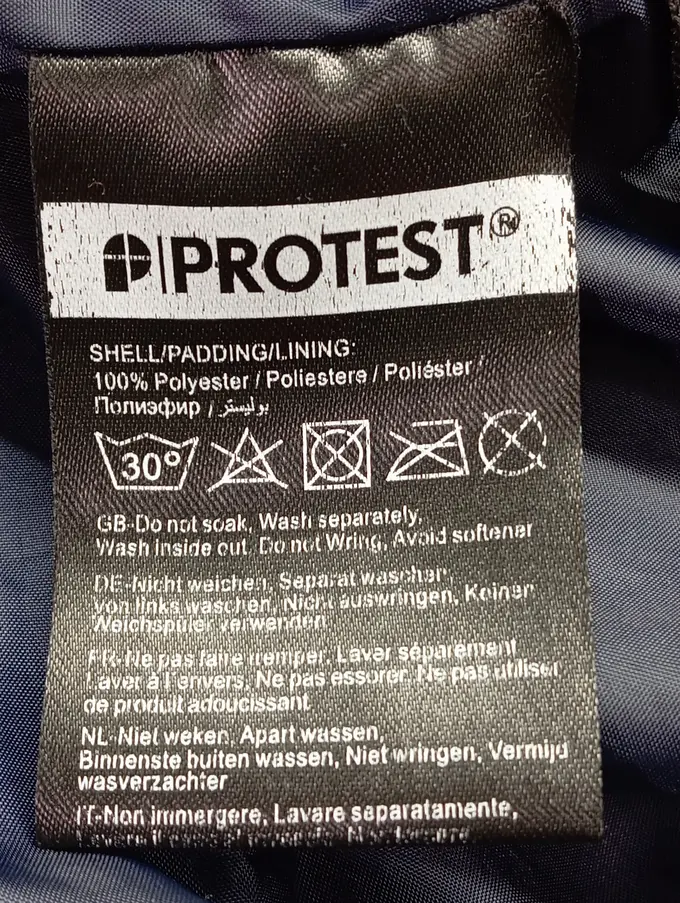 PROTEST®
SHELL/PADDING/LINING:
100% Polyester / Poliestere / Poliéster /
Полиэфир / بوليستر
30°
GB-Do not soak, Wash separately,
Wash inside out, Do not Wring, Avoid softener
DE-Nicht weichen, Separat waschen,
von links waschen, Nicht auswringen, Keiner
Weichspüler verwenden
FR-Ne pas faire tremper, Laver séparément
Laver à l'envers, Ne pas essorer, Ne pas utiliser
de produit adoucissant
NL-Niet weken, Apart wassen,
Binnenste buiten wassen, Niet wringen, Vermijd
wasverzachter
IT-Non immergere, Lavare separatamente,